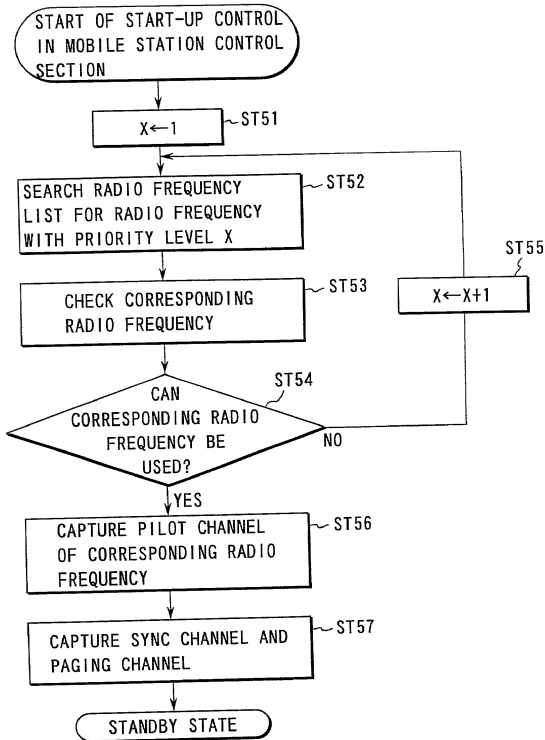 START OF START-UP CONTROL
IN MOBILE STATION CONTROL
SECTION
X←1
ST51
SEARCH RADIO FREQUENCY
LIST FOR RADIO FREQUENCY
WITH PRIORITY LEVEL X
ST52
CHECK CORRESPONDING
RADIO FREQUENCY
ST53
X←X+1
ST55
CAN
CORRESPONDING RADIO
FREQUENCY BE
USED?
ST54
NO
YES
CAPTURE PILOT CHANNEL
OF CORRESPONDING RADIO
FREQUENCY
ST56
CAPTURE SYNC CHANNEL AND
PAGING CHANNEL
ST57
STANDBY STATE